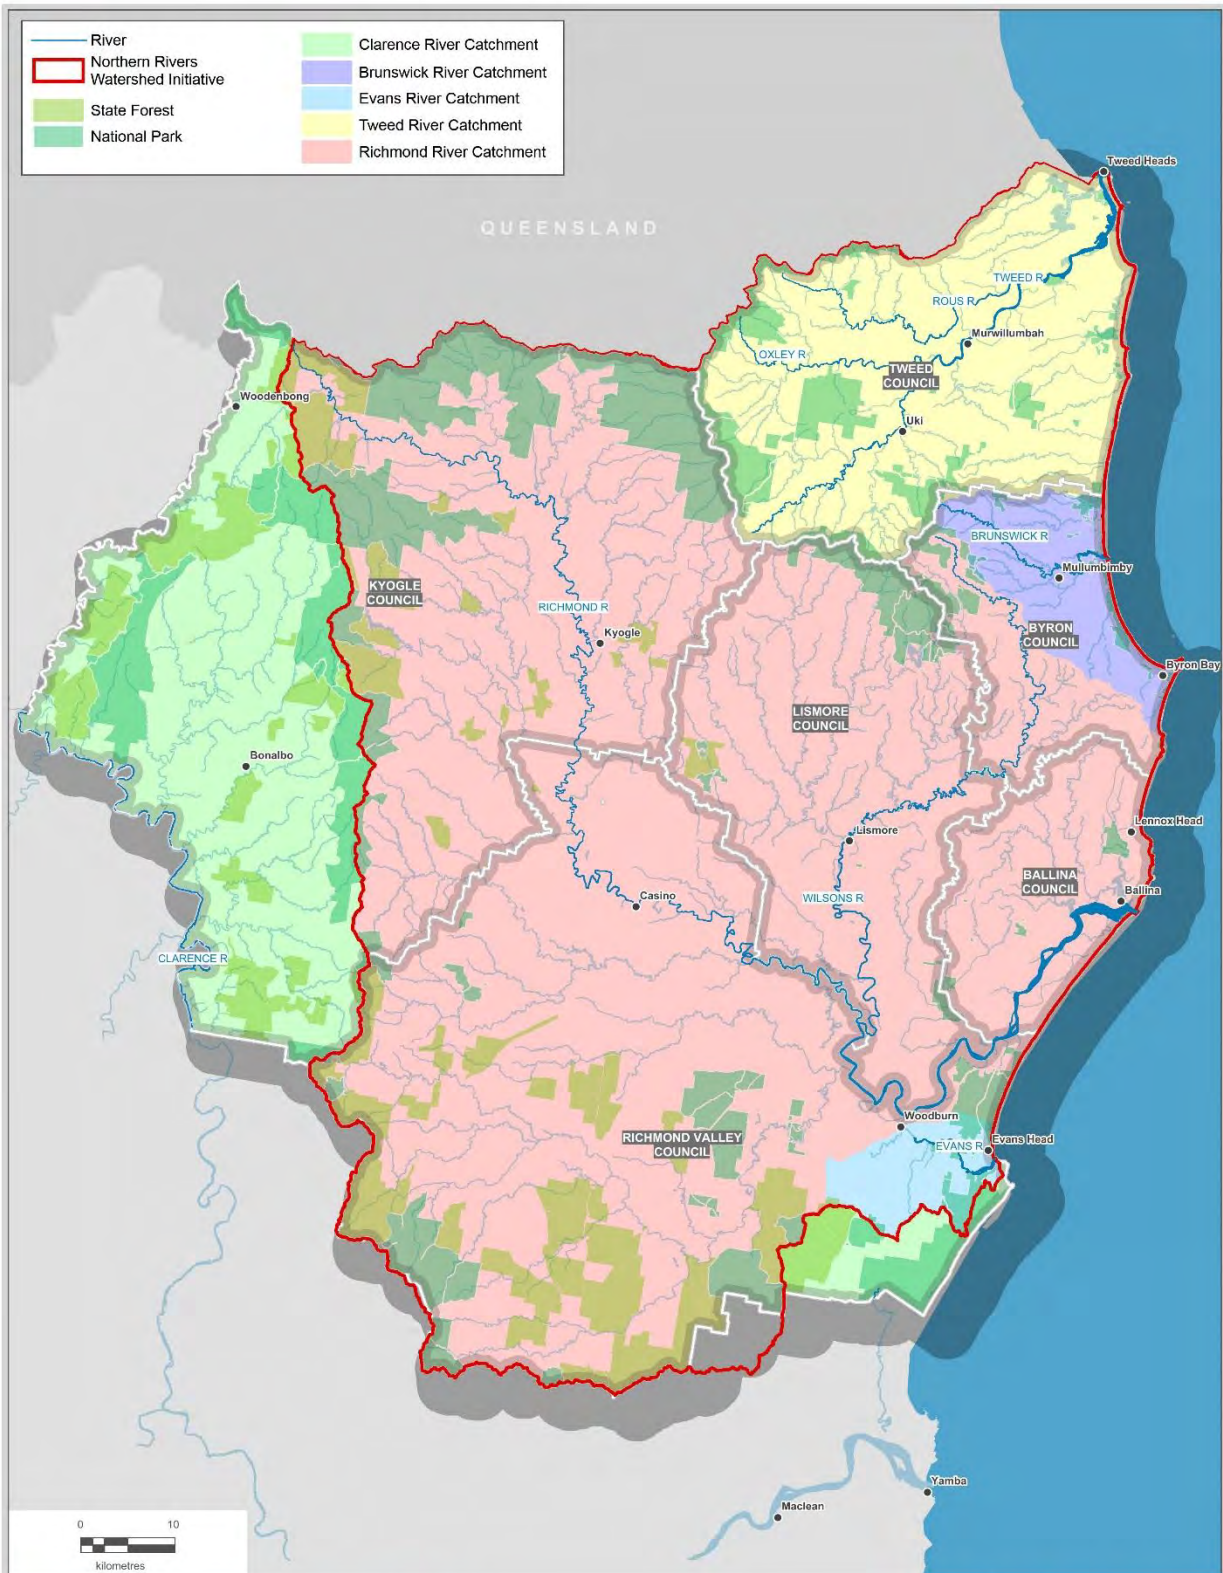 River
Northern Rivers
Watershed Initiative
State Forest
National Park
Clarence River Catchment
Brunswick River Catchment
Evans River Catchment
Tweed River Catchment
Richmond River Catchment
QUEENSLAND
Tweed Heads
TWEED R
ROUS R
Murwillumbah
OXLEY R
TWEED
COUNCIL
Woodenbong
Uki
BRUNSWICK R
Mullumbimby
KYOGLE
COUNCIL
RICHMOND R
Kyogle
BYRON
COUNCIL
Byron Bay
LISMORE
COUNCIL
Bonalbo
Lennox Head
Lismore
BALLINA
COUNCIL
Ballina
Casino
WILSONS R
CLARENCE R
Woodburn
RICHMOND VALLEY
COUNCIL
EVANS R
Evans Head
Yamba
Maclean
0 10
kilometres